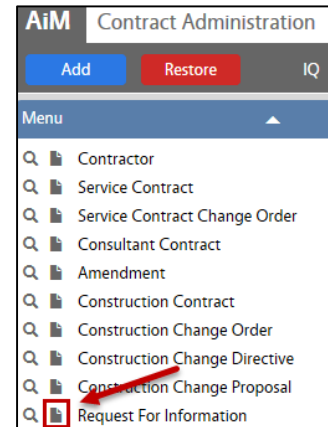 AiM Contract Administration
Add Restore IQ
Menu
Contractor
Service Contract
Service Contract Change Order
Consultant Contract
Amendment
Construction Contract
Construction Change Order
Construction Change Directive
Construction Change Proposal
Request For Information